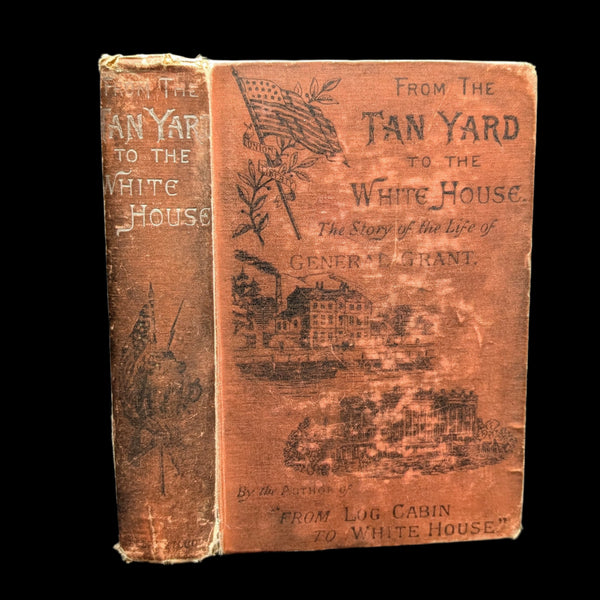 FROM THE
TAN YARD
TO THE
WHITE
HOUSE
FROM THE
TAN YARD
TO THE
WHITE HOUSE.
The Story of the Life of
GENERAL GRANT.
By the AUTHOR of
"FROM LOG CABIN
TO WHITE HOUSE."